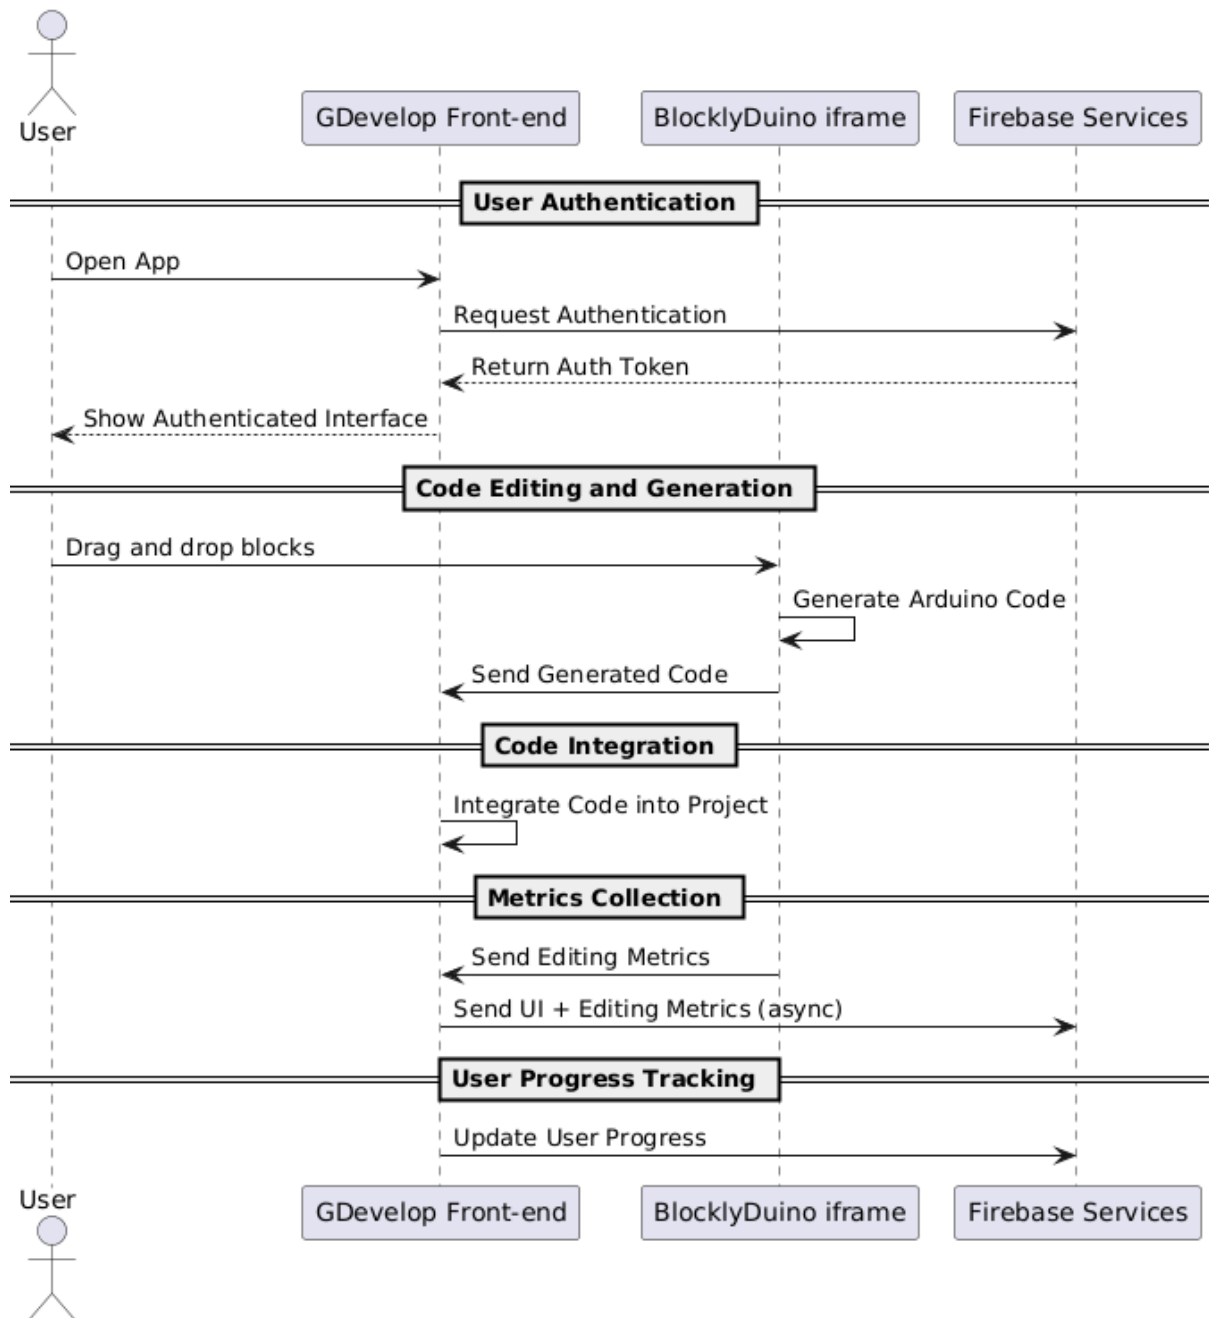 User
GDevelop Front-end
BlocklyDuino iframe
Firebase Services
User Authentication
Open App
Request Authentication
Return Auth Token
Show Authenticated Interface
Code Editing and Generation
Drag and drop blocks
Generate Arduino Code
Send Generated Code
Code Integration
Integrate Code into Project
Metrics Collection
Send Editing Metrics
Send UI + Editing Metrics (async)
User Progress Tracking
Update User Progress
User
GDevelop Front-end
BlocklyDuino iframe
Firebase Services